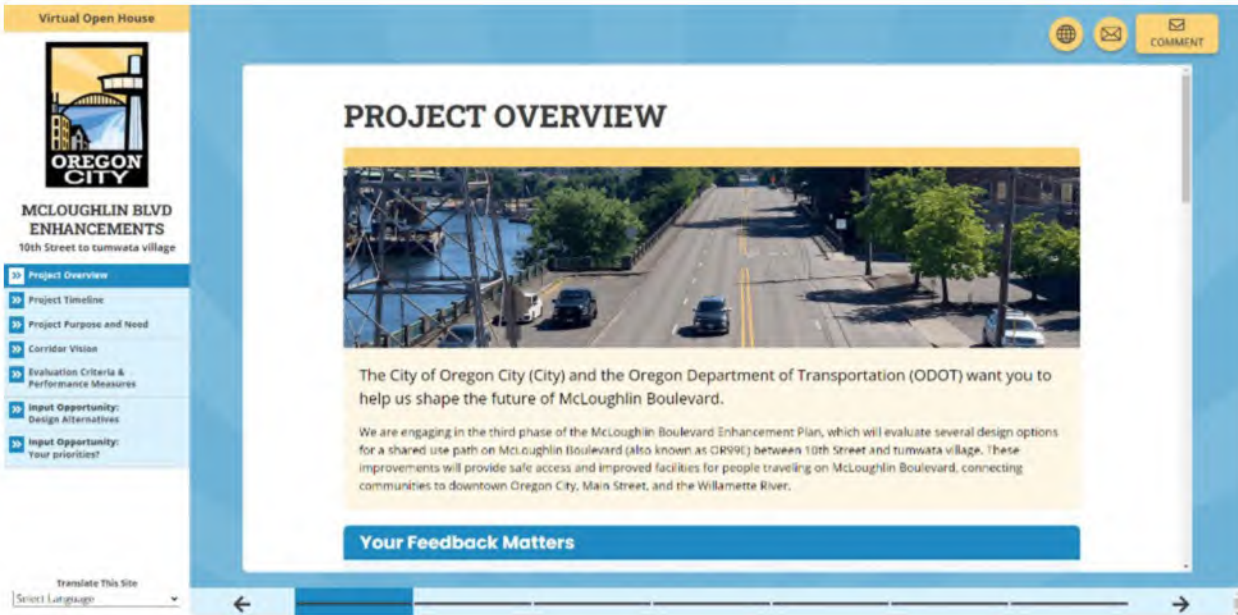 Virtual Open House
OREGON
CITY
MCLOUGHLIN BLVD
ENHANCEMENTS
10th Street to tumwata village
Project Overview
Project Timeline
Project Purpose and Need
Corridor Vision
Evaluation Criteria &
Performance Measures
Input Opportunity:
Design Alternatives
Input Opportunity:
Your priorities?
Translate This Site
Select Language
COMMENT
PROJECT OVERVIEW
The City of Oregon City (City) and the Oregon Department of Transportation (ODOT) want you to
help us shape the future of McLoughlin Boulevard.
We are engaging in the third phase of the McLoughlin Boulevard Enhancement Plan, which will evaluate several design options
for a shared use path on McLoughlin Boulevard (also known as OR99E) between 10th Street and tumwata village. These
improvements will provide safe access and improved facilities for people traveling on McLoughlin Boulevard, connecting
communities to downtown Oregon City, Main Street, and the Willamette River.
Your Feedback Matters